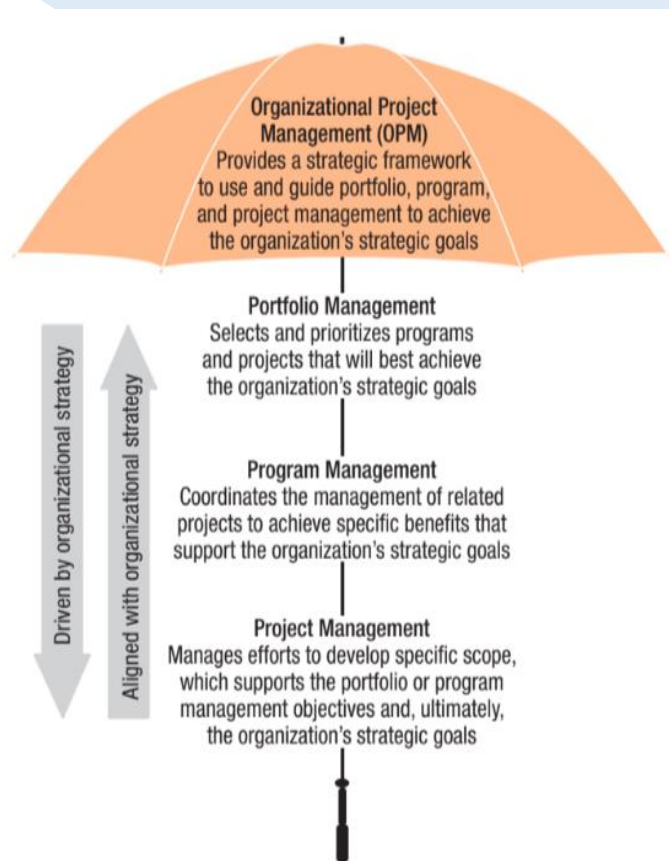 Organizational Project
Management (OPM)
Provides a strategic framework
to use and guide portfolio, program,
and project management to achieve
the organization's strategic goals
Portfolio Management
Selects and prioritizes programs
and projects that will best achieve
the organization's strategic goals
Program Management
Coordinates the management of related
projects to achieve specific benefits that
support the organization's strategic goals
Project Management
Manages efforts to develop specific scope,
which supports the portfolio or program
management objectives and, ultimately,
the organization's strategic goals
Driven by organizational strategy
Aligned with organizational strategy